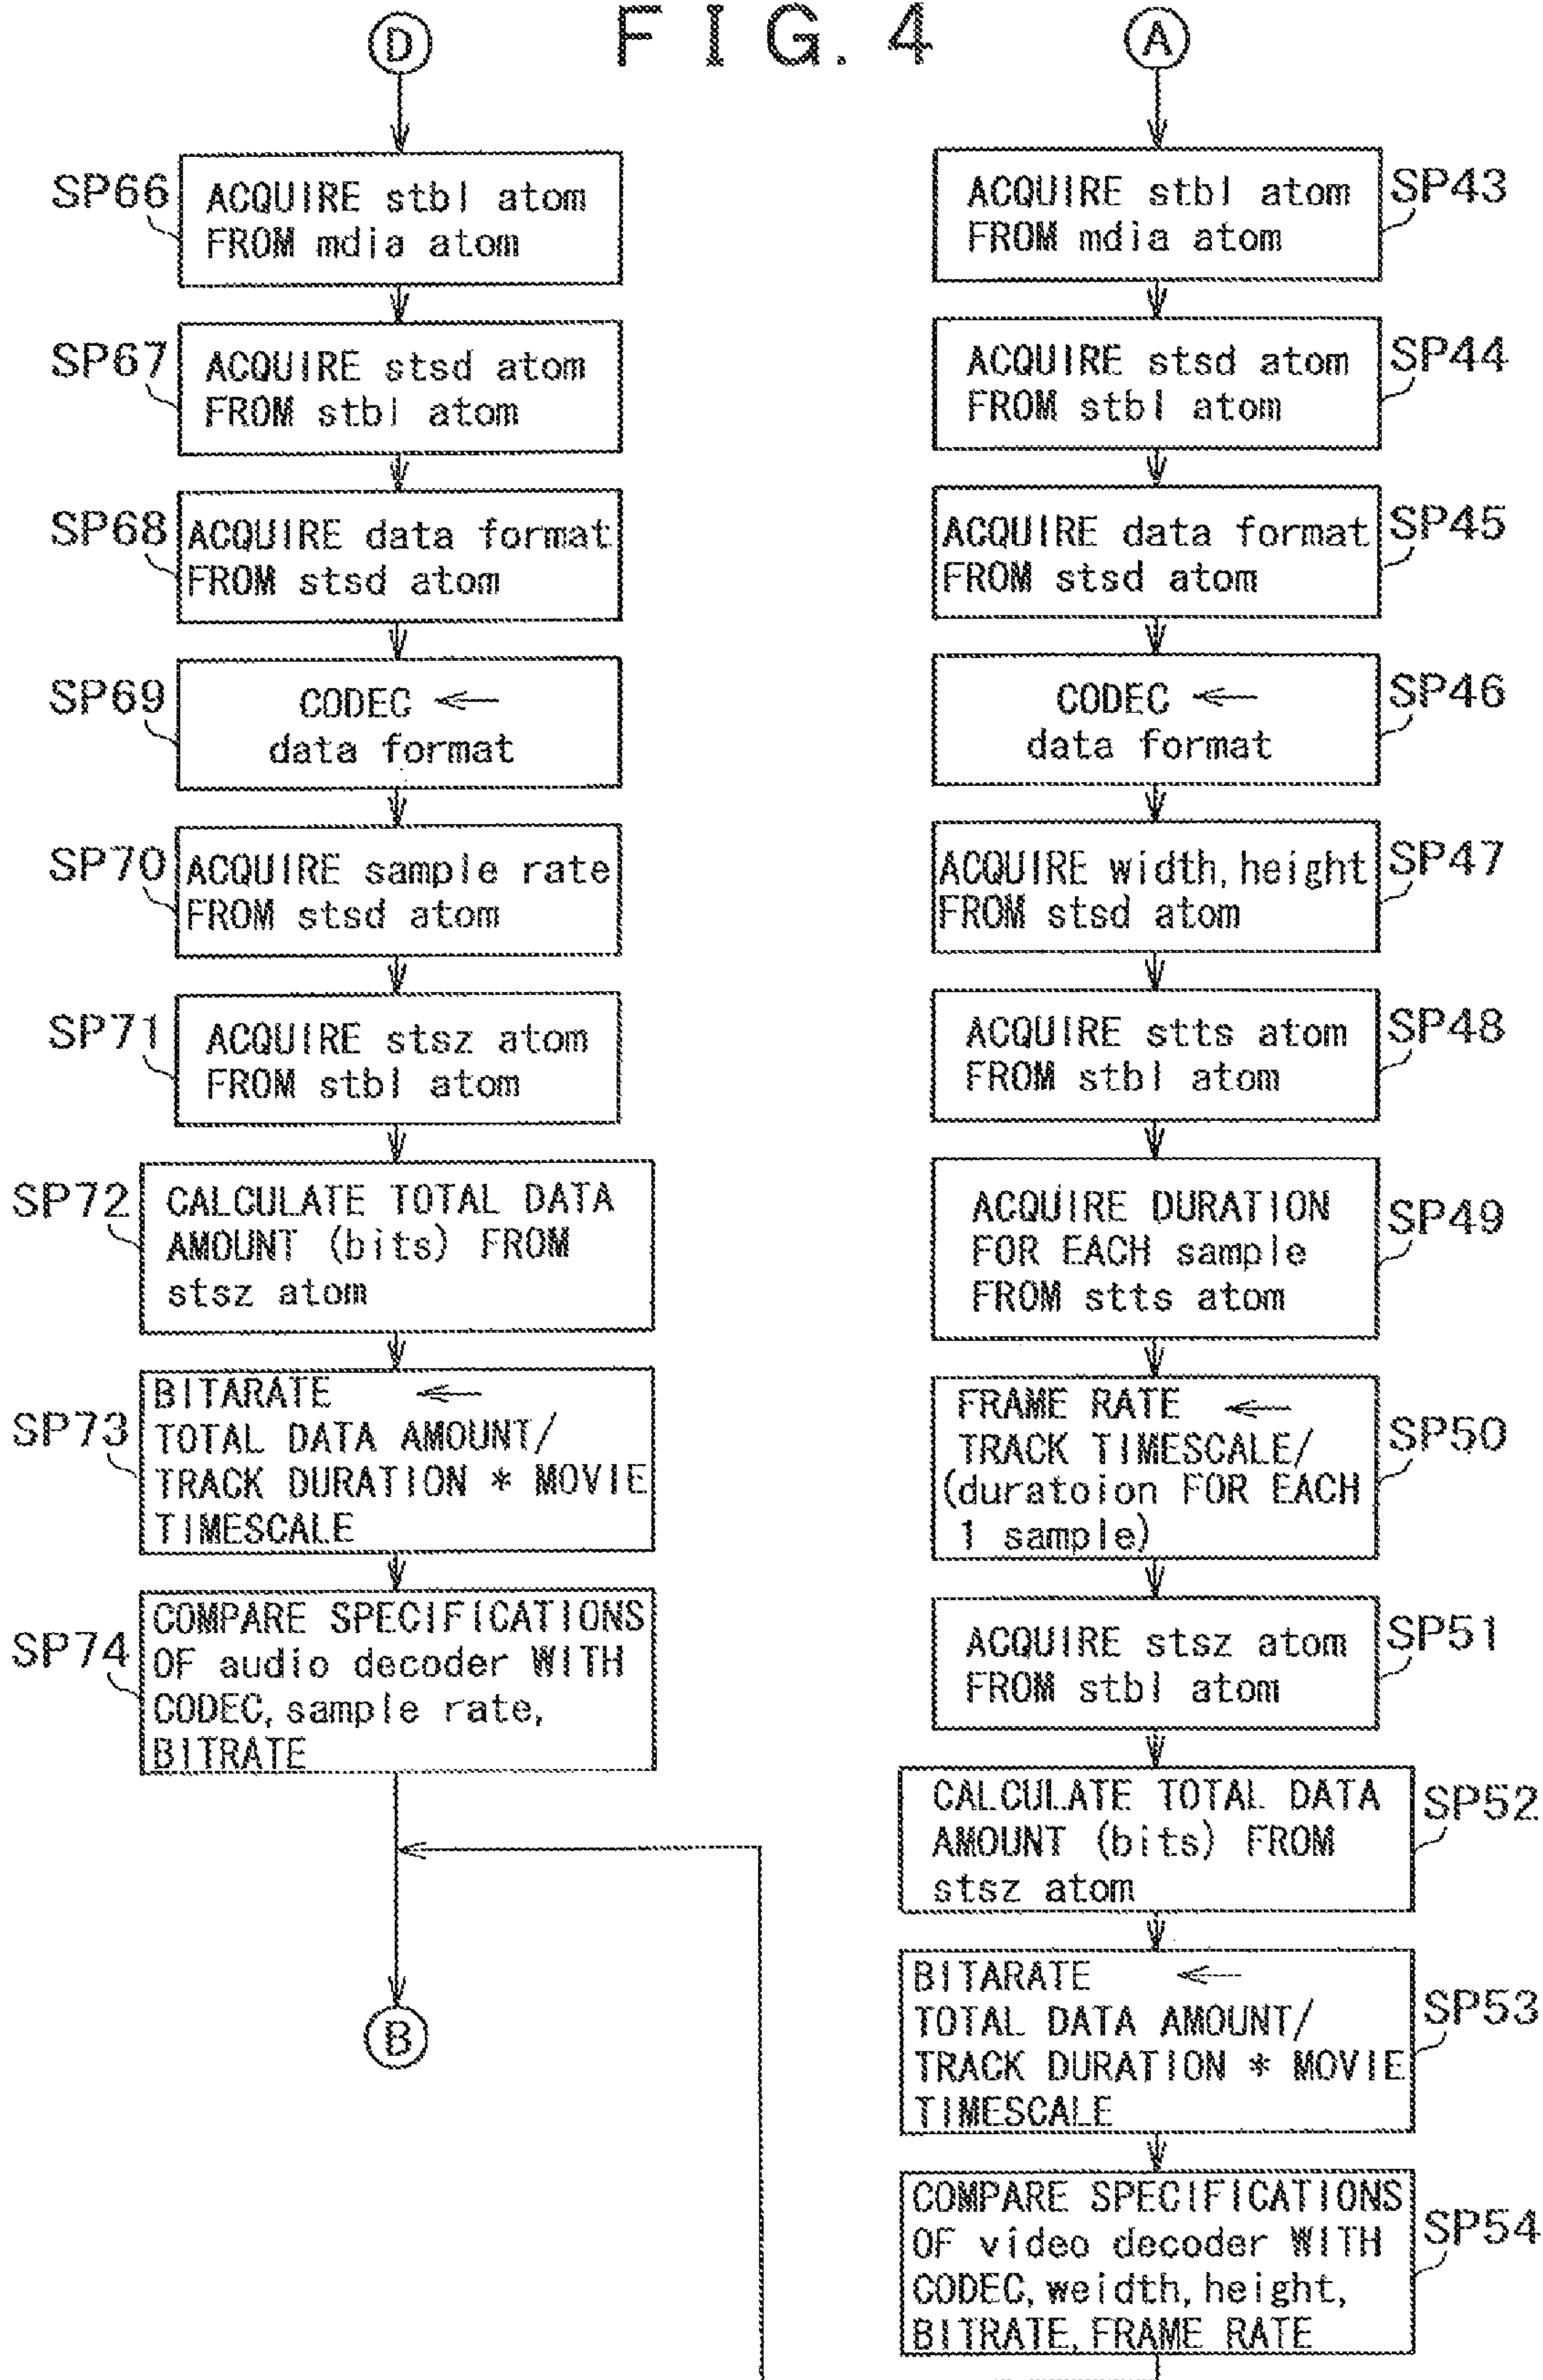 FIG. 4
D
SP66
ACQUIRE stbl atom
FROM mdia atom
SP67
ACQUIRE stsd atom
FROM stbl atom
SP68
ACQUIRE data format
FROM stsd atom
SP69
CODEC ←
data format
SP70
ACQUIRE sample rate
FROM stsd atom
SP71
ACQUIRE stsz atom
FROM stbl atom
SP72
CALCULATE TOTAL DATA
AMOUNT (bits) FROM
stsz atom
SP73
BITARATE ←
TOTAL DATA AMOUNT/
TRACK DURATION * MOVIE
TIMESCALE
SP74
COMPARE SPECIFICATIONS
OF audio decoder WITH
CODEC, sample rate,
BITRATE
B
A
SP43
ACQUIRE stbl atom
FROM mdia atom
SP44
ACQUIRE stsd atom
FROM stbl atom
SP45
ACQUIRE data format
FROM stsd atom
SP46
CODEC ←
data format
SP47
ACQUIRE width, height
FROM stsd atom
SP48
ACQUIRE stts atom
FROM stbl atom
SP49
ACQUIRE DURATION
FOR EACH sample
FROM stts atom
SP50
FRAME RATE ←
TRACK TIMESCALE/
(duratoion FOR EACH
1 sample)
SP51
ACQUIRE stsz atom
FROM stbl atom
SP52
CALCULATE TOTAL DATA
AMOUNT (bits) FROM
stsz atom
SP53
BITARATE ←
TOTAL DATA AMOUNT/
TRACK DURATION * MOVIE
TIMESCALE
SP54
COMPARE SPECIFICATIONS
OF video decoder WITH
CODEC, weidth, height,
BITRATE, FRAME RATE